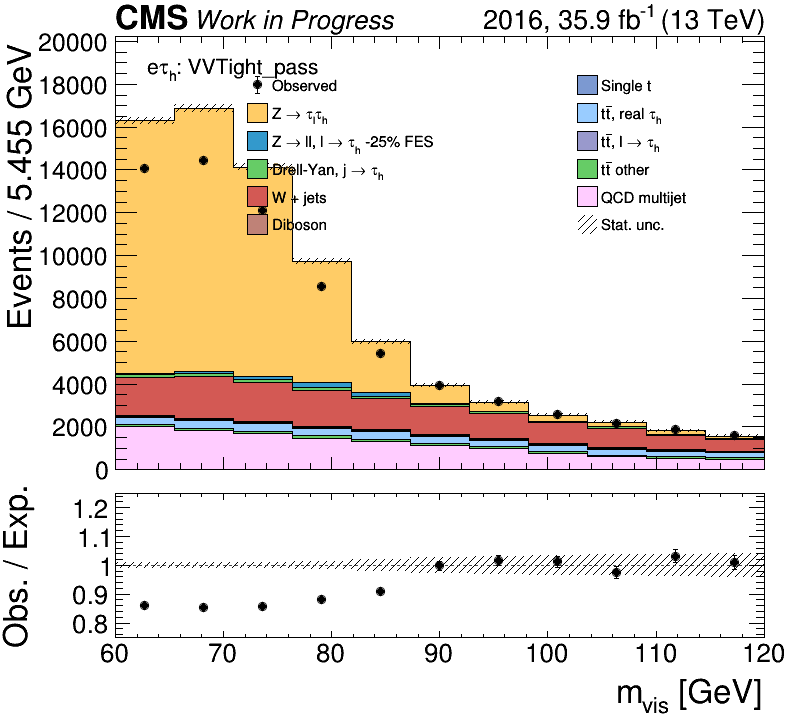 CMS Work in Progress 2016, 35.9 fb⁻¹ (13 TeV)
Events / 5.455 GeV
20000
18000
16000
14000
12000
10000
8000
6000
4000
2000
0
eτh: VVTight_pass
Observed
Z → τlτh
Z → ll, l → τh -25% FES
Drell-Yan, j → τh
W + jets
Diboson
Single t
tt̄, real τh
tt̄, l → τh
tt̄ other
QCD multijet
Stat. unc.
Obs. / Exp.
1.2
1.1
1
0.9
0.8
60 70 80 90 100 110 120
mvis [GeV]